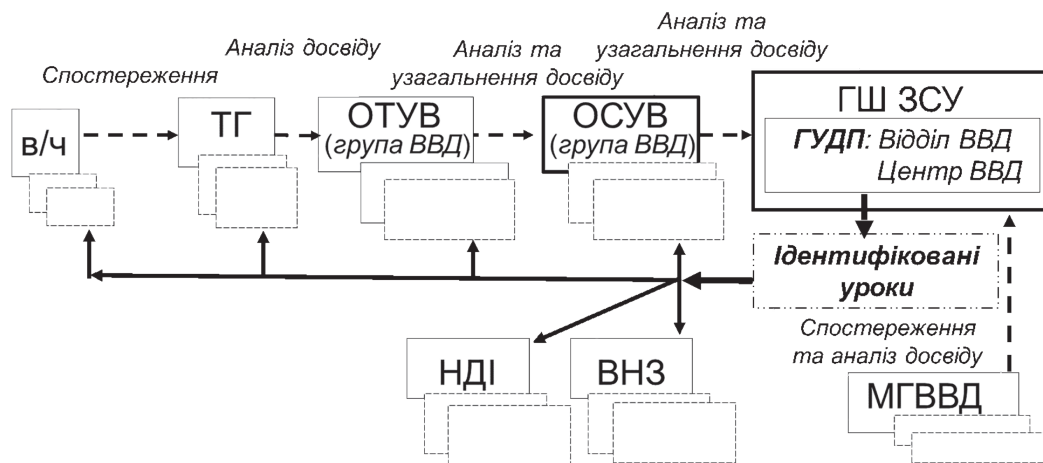 Аналіз та
Аналіз досвіду
Аналіз та
узагальнення досвіду
Спостереження
узагальнення досвіду
ГШ ЗСУ
ТГ
ОТУВ
ОСУВ
в/ч
(група ВВД)
(група ВВД)
ГУДП: Відділ ВВД
Центр ВВД
Ідентифіковані
уроки
Спостереження
та аналіз досвіду
НДІ
ВНЗ
МГВВД